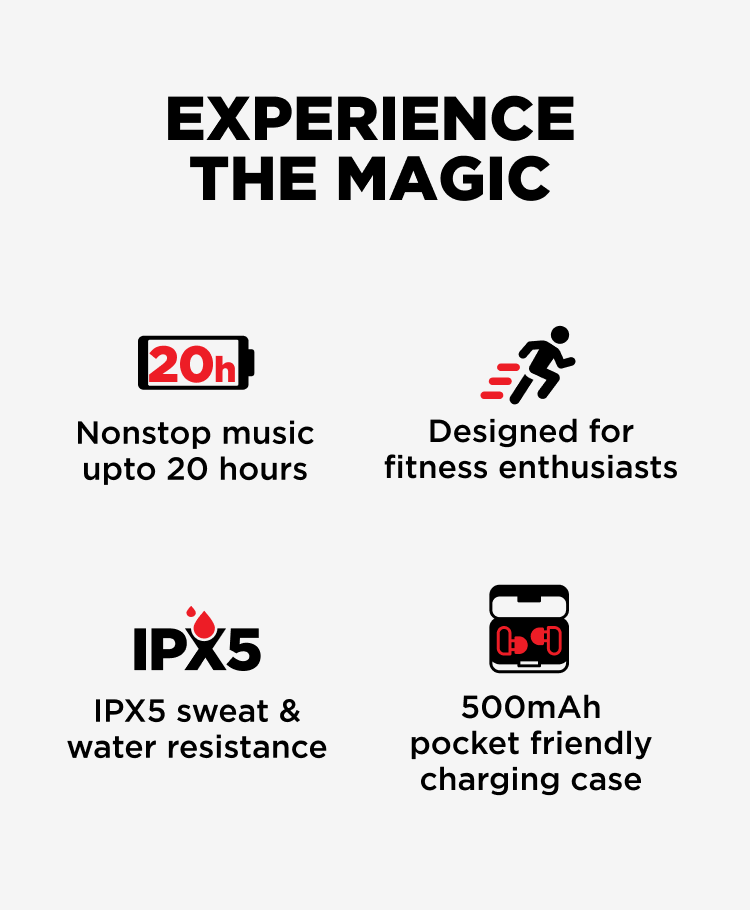 EXPERIENCE
THE MAGIC
20h
Nonstop music
upto 20 hours
Designed for
fitness enthusiasts
IPX5
IPX5 sweat &
water resistance
500mAh
pocket friendly
charging case